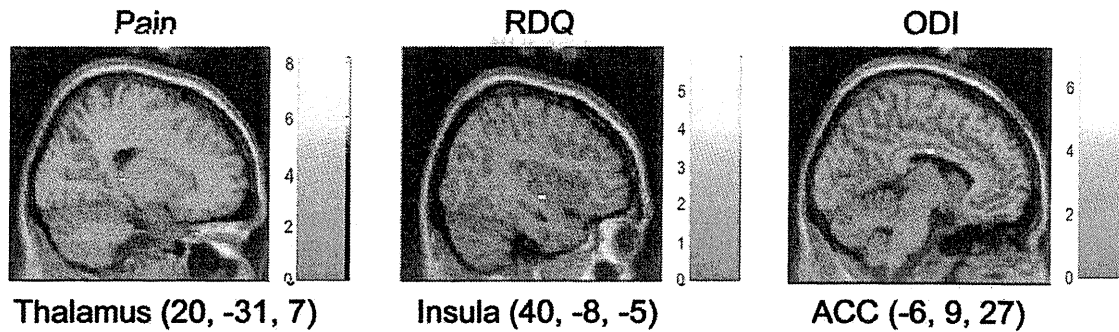 Pain
RDQ
ODI
8
6
4
2
0
5
4
3
2
1
0
6
4
2
0
Thalamus (20, -31, 7)
Insula (40, -8, -5)
ACC (-6, 9, 27)